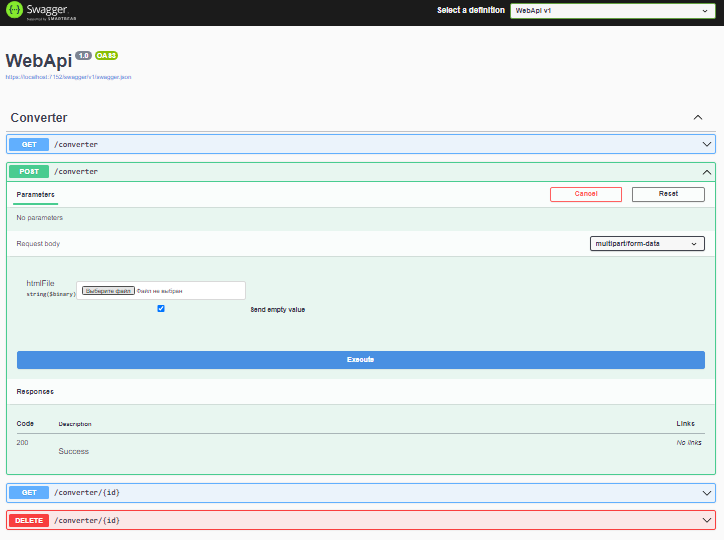 Swagger.
Supported by SMARTBEAR
Select a definition
WebApi v1
WebApi 1.0 OAS3
https://localhost:7152/swagger/v1/swagger.json
Converter
GET /converter
POST /converter
Parameters
Cancel
Reset
No parameters
Request body
multipart/form-data
htmlFile
string($binary)
Выберите файл Файл не выбран
Send empty value
Execute
Responses
Code Description Links
200 Success No links
GET /converter/{id}
DELETE /converter/{id}